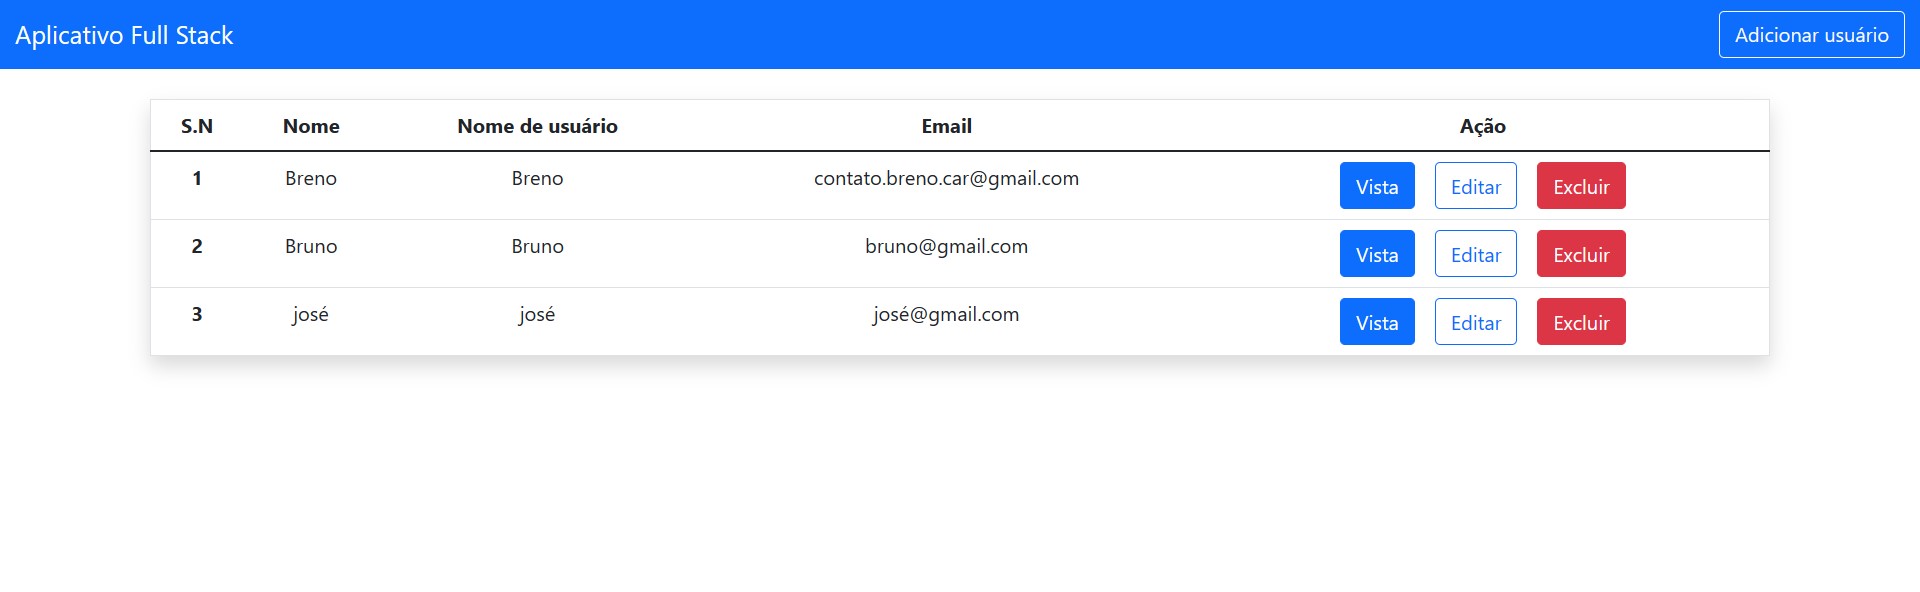 Aplicativo Full Stack Adicionar usuário
S.N Nome Nome de usuário Email Ação
1 Breno Breno contato.breno.car@gmail.com Vista Editar Excluir
2 Bruno Bruno bruno@gmail.com Vista Editar Excluir
3 josé josé josé@gmail.com Vista Editar Excluir